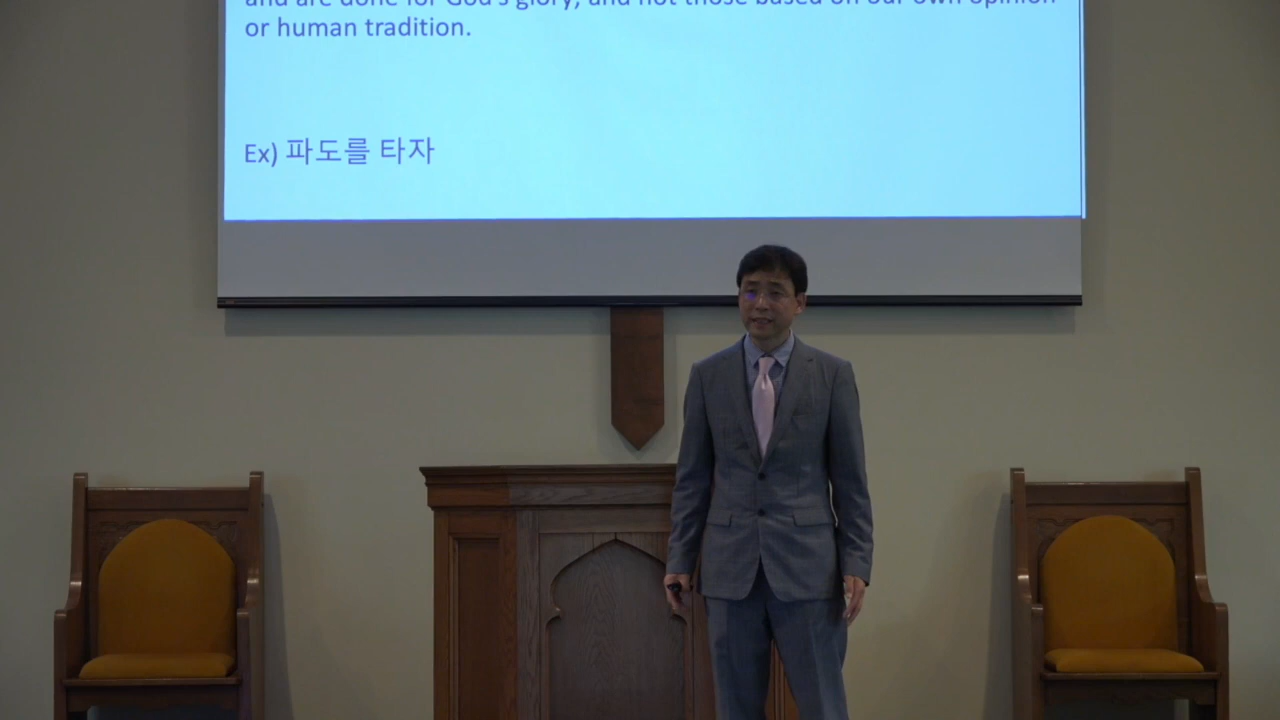 and are done for God's glory, and not those based on our own opinion
or human tradition.
Ex) 파도를 타자